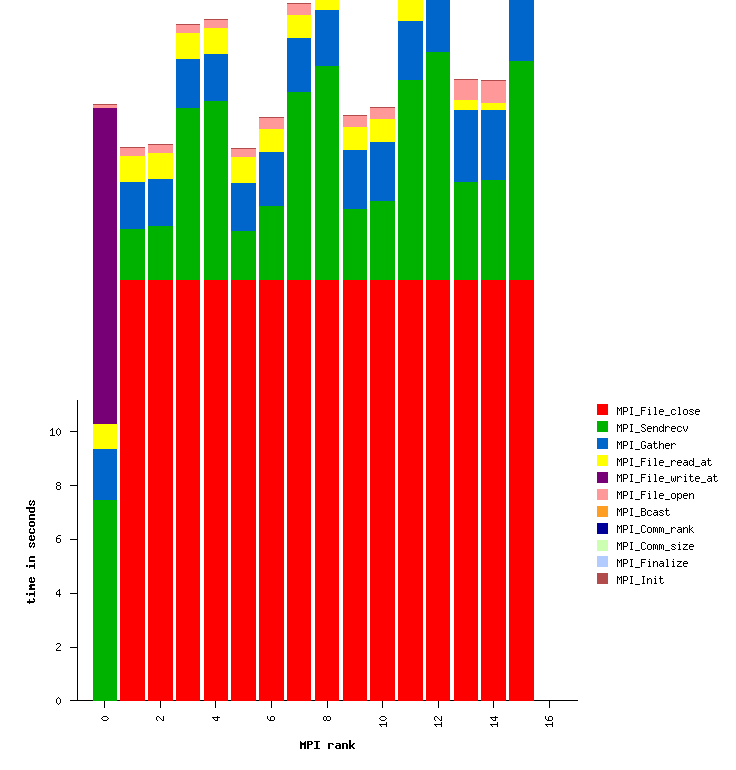 10
8
6
4
2
0
time in seconds
0
2
4
6
8
10
12
14
16
MPI rank
MPI_File_close
MPI_Sendrecv
MPI_Gather
MPI_File_read_at
MPI_File_write_at
MPI_File_open
MPI_Bcast
MPI_Comm_rank
MPI_Comm_size
MPI_Finalize
MPI_Init